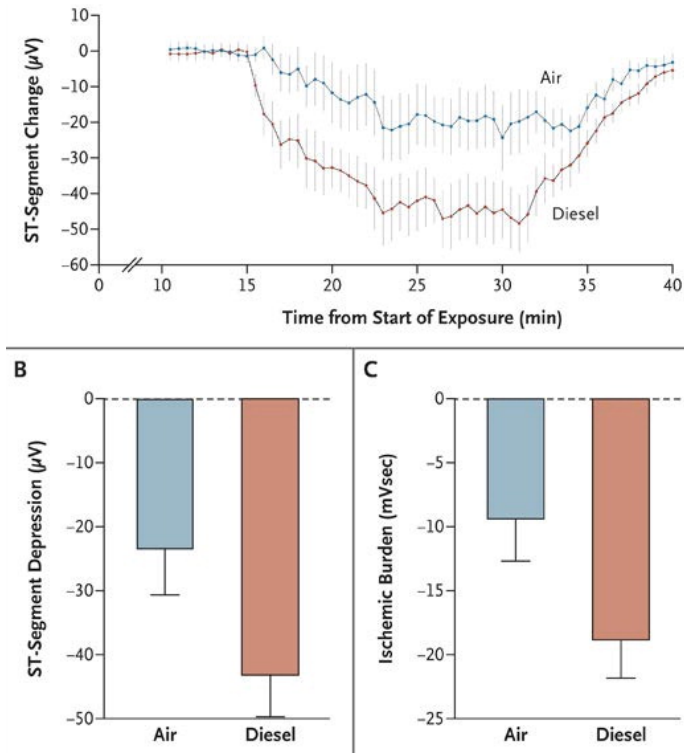 10
0
−10
−20
−30
−40
−50
−60
ST-Segment Change (µV)
Air
Diesel
0 10 15 20 25 30 35 40
Time from Start of Exposure (min)
B
0
−10
−20
−30
−40
−50
ST-Segment Depression (µV)
Air Diesel
C
0
−5
−10
−15
−20
−25
Ischemic Burden (mVsec)
Air Diesel